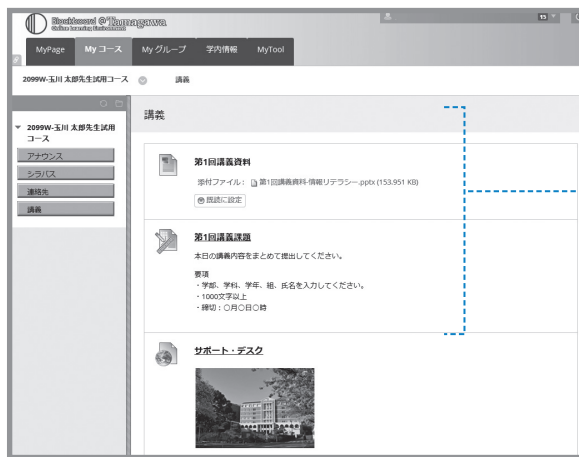 Blackboard @Tamagawa
Online Learning Environment
13
MyPage
My コース
My グループ
学内情報
MyTool
2099W-玉川 太郎先生試用コース
講義
2099W-玉川 太郎先生試用
コース
アナウンス
シラバス
連絡先
講義
講義
第1回講義資料
添付ファイル： 第1回講義資料-情報リテラシー.pptx (153.951 KB)
既読に設定
第1回講義課題
本日の講義内容をまとめて提出してください。
要項
・学部、学科、学年、組、氏名を入力してください。
・1000文字以上
・締切：○月○日○時
サポート・デスク